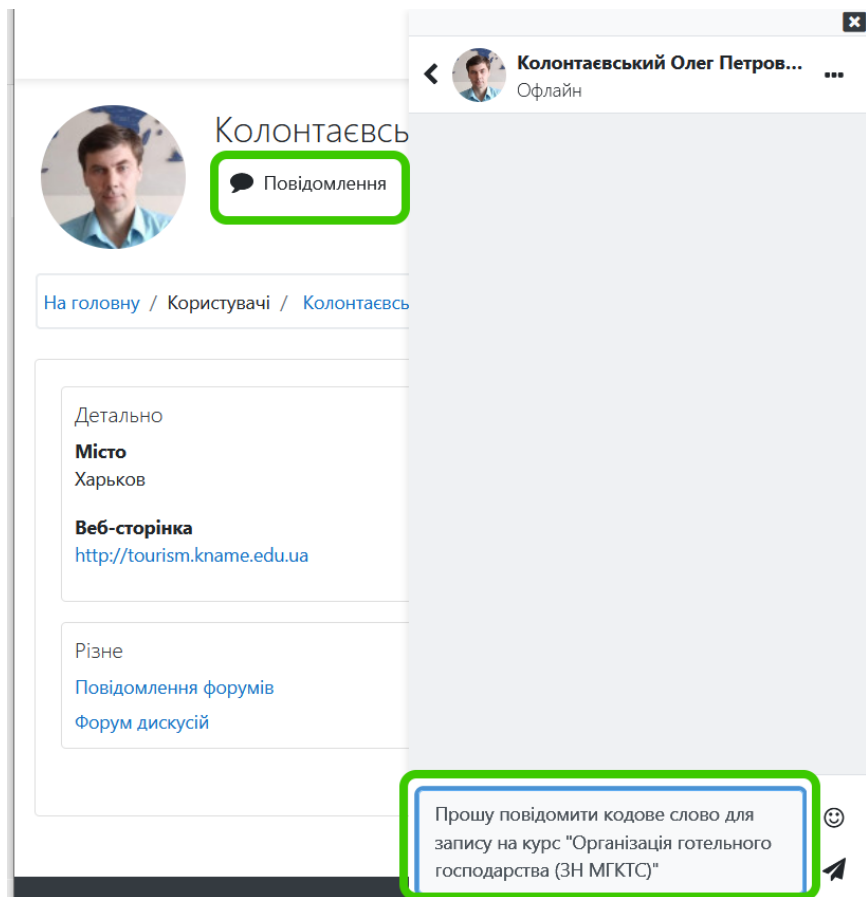 Колонтаєвський Олег Петров...
Офлайн
Колонтаєвсь
Повідомлення
На головну / Користувачі / Колонтаєвсь
Детально
Місто
Харьков
Веб-сторінка
http://tourism.kname.edu.ua
Різне
Повідомлення форумів
Форум дискусій
Прошу повідомити кодове слово для
запису на курс "Організація готельного
господарства (ЗН МГКТС)"